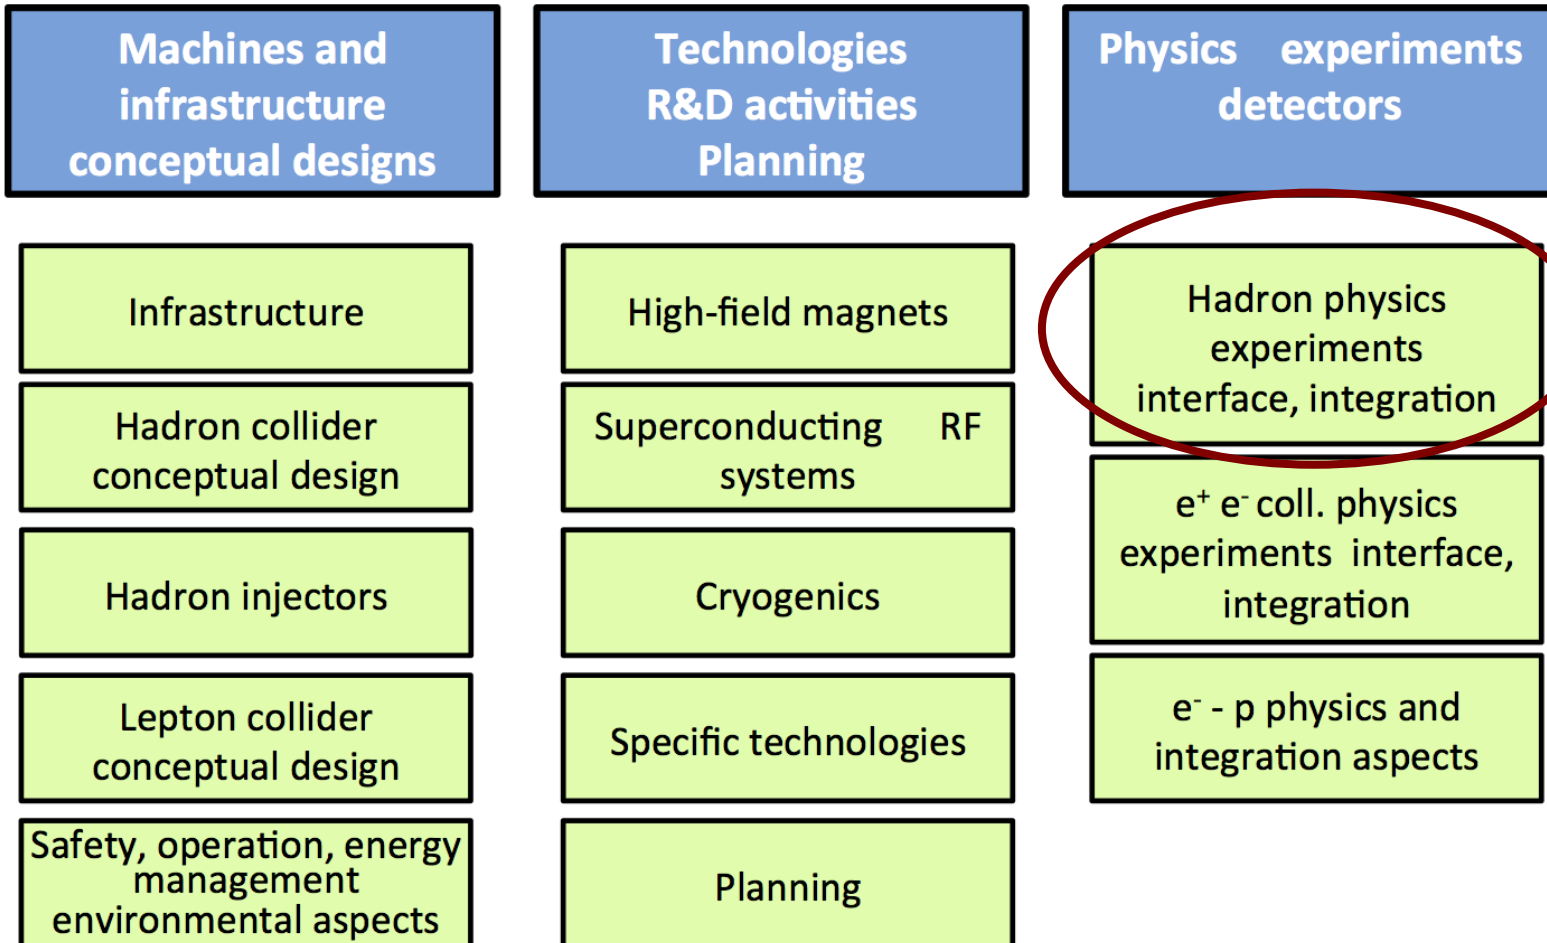 Machines and
infrastructure
conceptual designs
Infrastructure
Hadron collider
conceptual design
Hadron injectors
Lepton collider
conceptual design
Safety, operation, energy
management
environmental aspects
Technologies
R&D activities
Planning
High-field magnets
Superconducting RF
systems
Cryogenics
Specific technologies
Planning
Physics experiments
detectors
Hadron physics
experiments
interface, integration
e⁺ e⁻ coll. physics
experiments interface,
integration
e⁻ - p physics and
integration aspects